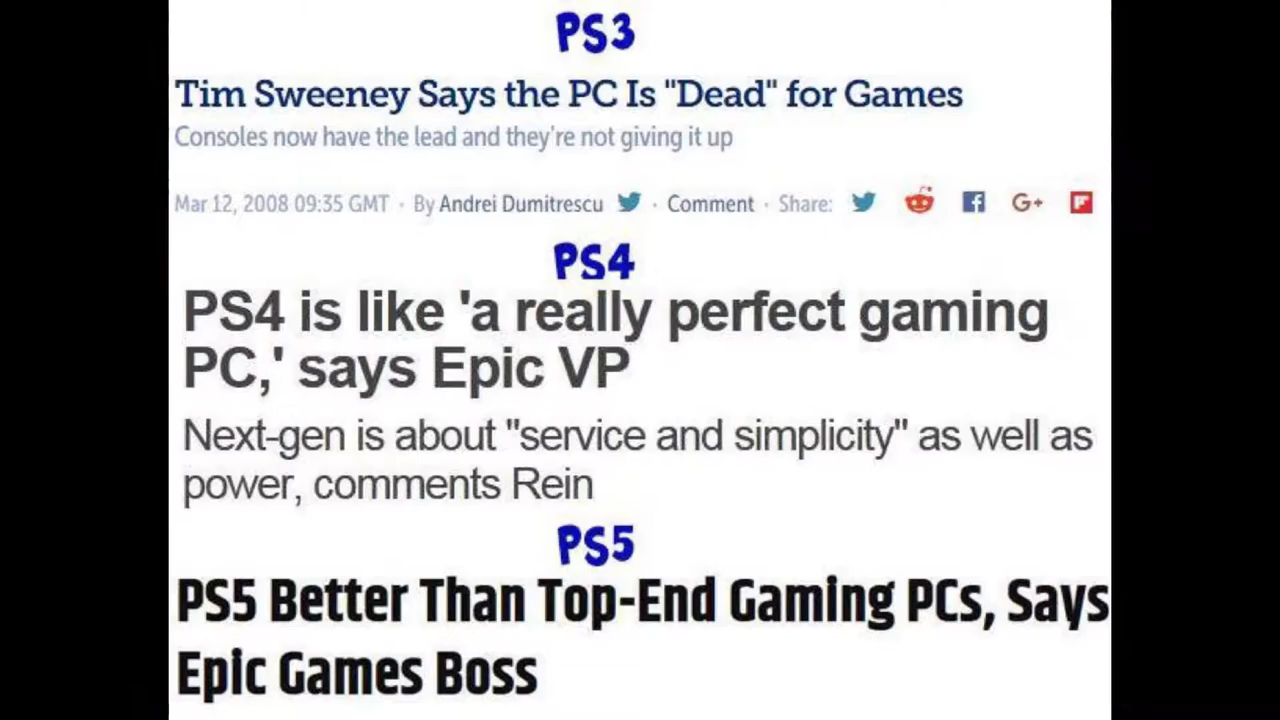 PS3
Tim Sweeney Says the PC Is "Dead" for Games
Consoles now have the lead and they're not giving it up
Mar 12, 2008 09:35 GMT · By Andrei Dumitrescu · Comment · Share: G+
PS4
PS4 is like 'a really perfect gaming
PC,' says Epic VP
Next-gen is about "service and simplicity" as well as
power, comments Rein
PS5
PS5 Better Than Top-End Gaming PCs, Says
Epic Games Boss